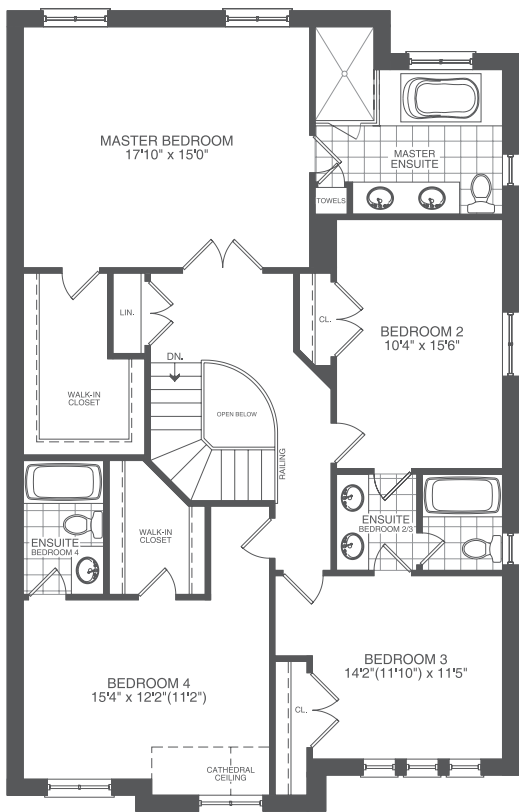 MASTER BEDROOM
17'10" x 15'0"
MASTER
ENSUITE
TOWELS
LIN.
CL.
BEDROOM 2
10'4" x 15'6"
DN.
WALK-IN
CLOSET
OPEN BELOW
RAILING
ENSUITE
BEDROOM 4
WALK-IN
CLOSET
ENSUITE
BEDROOM 2/3
BEDROOM 4
15'4" x 12'2"(11'2")
BEDROOM 3
14'2"(11'10") x 11'5"
CL.
CATHEDRAL
CEILING